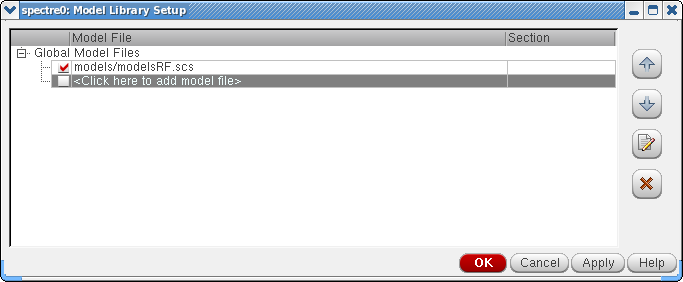 spectre0: Model Library Setup
Model File Section
Global Model Files
models/modelsRF.scs
<Click here to add model file>
OK Cancel Apply Help